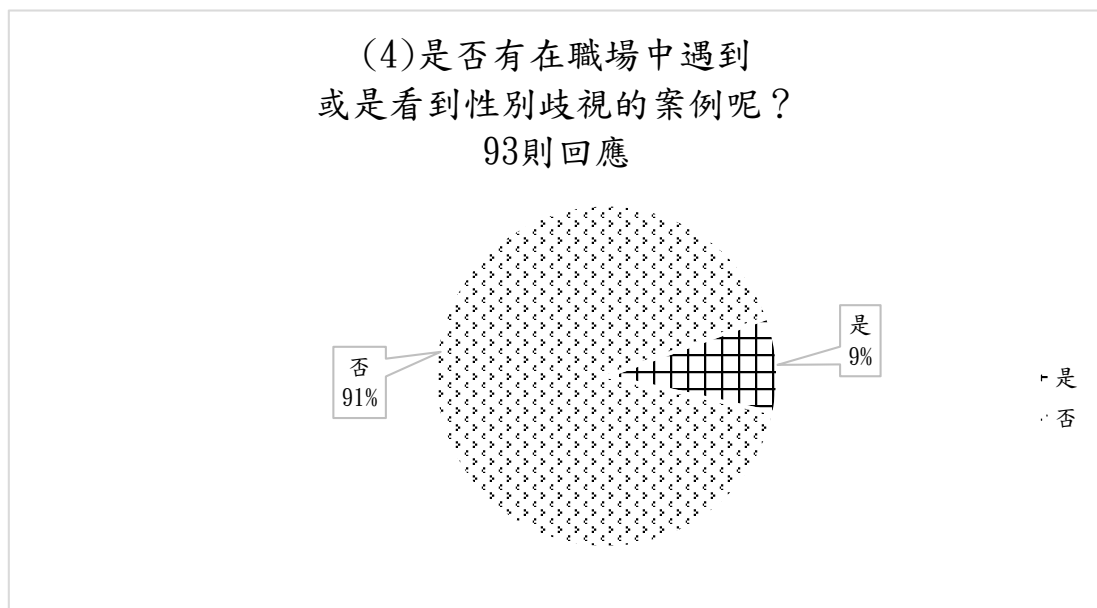 (4)是否有在職場中遇到
或是看到性別歧視的案例呢？
93則回應
否
91%
是
9%
是
否